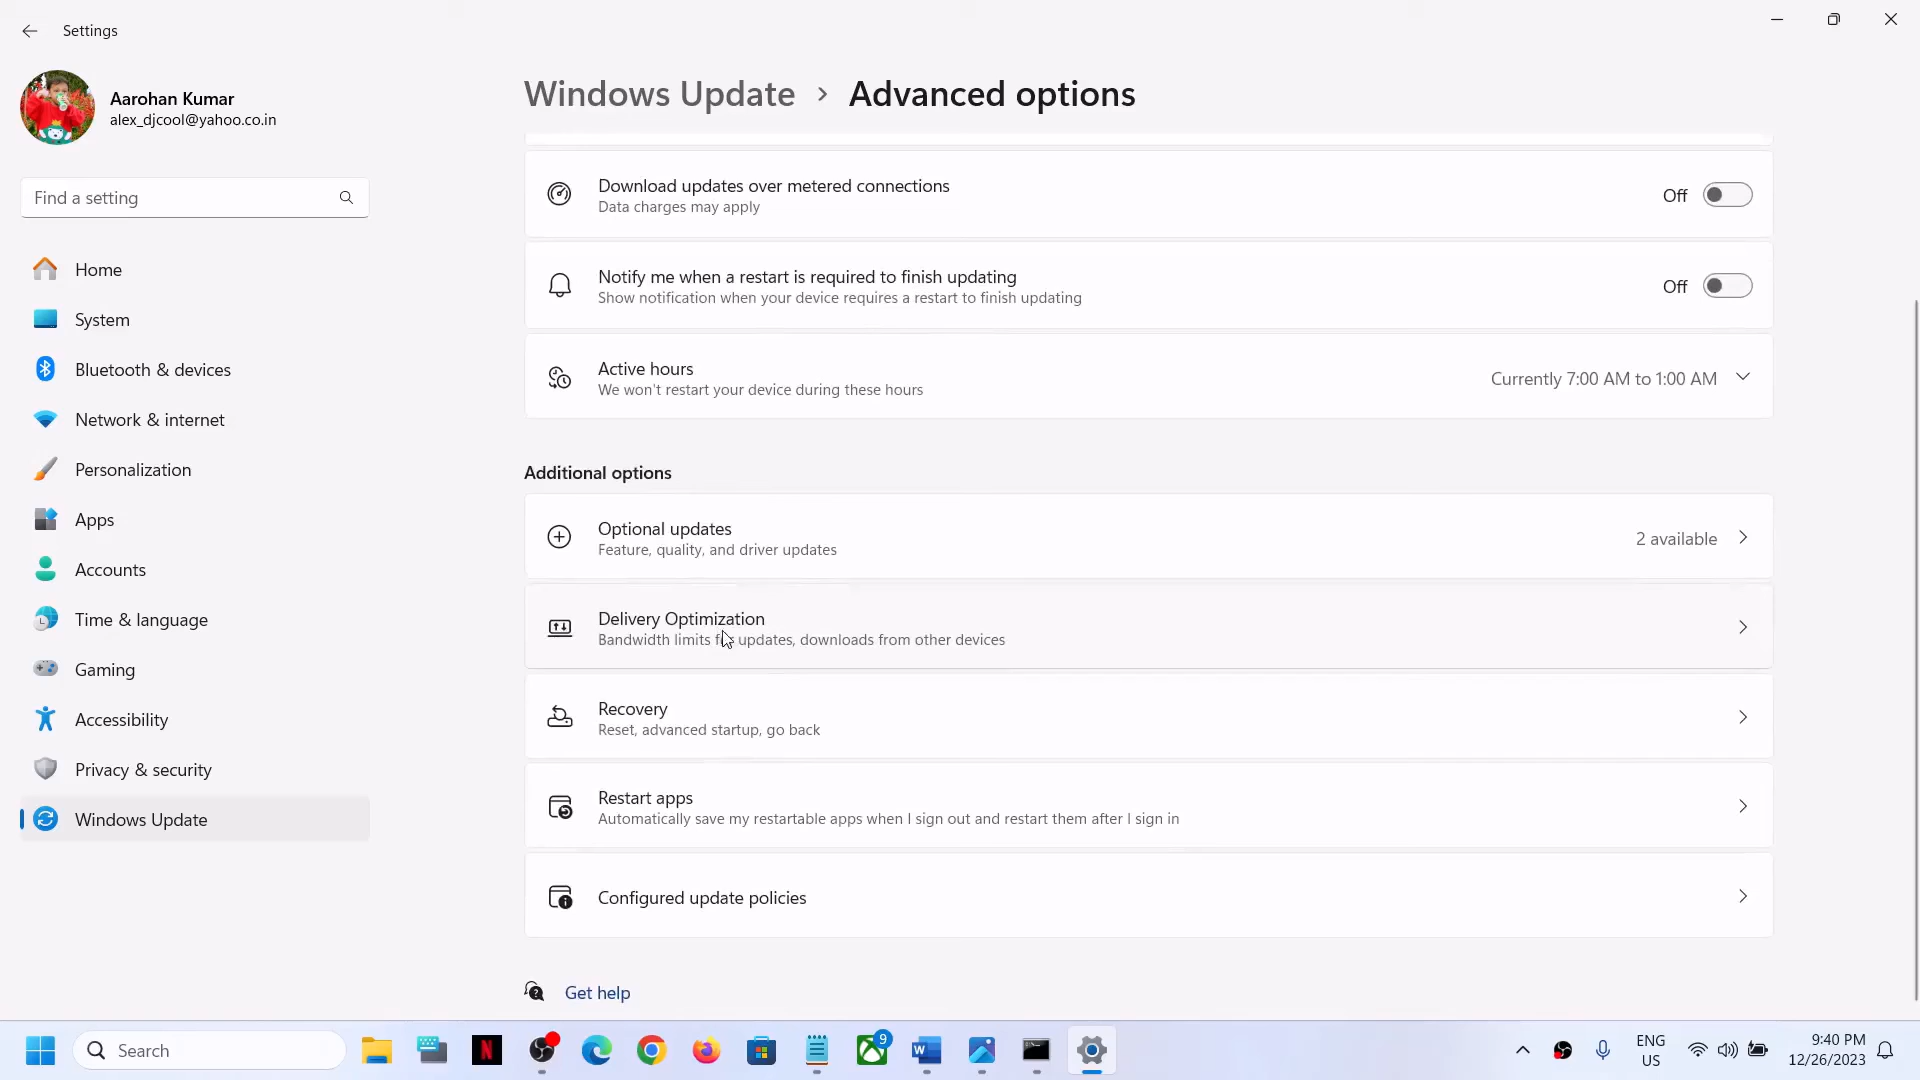 Settings
Aarohan Kumar
alex_djcool@yahoo.co.in
Find a setting
Home
System
Bluetooth & devices
Network & internet
Personalization
Apps
Accounts
Time & language
Gaming
Accessibility
Privacy & security
Windows Update
Windows Update > Advanced options
Download updates over metered connections
Data charges may apply
Off
Notify me when a restart is required to finish updating
Show notification when your device requires a restart to finish updating
Off
Active hours
We won't restart your device during these hours
Currently 7:00 AM to 1:00 AM
Additional options
Optional updates
Feature, quality, and driver updates
2 available
Delivery Optimization
Bandwidth limits for updates, downloads from other devices
Recovery
Reset, advanced startup, go back
Restart apps
Automatically save my restartable apps when I sign out and restart them after I sign in
Configured update policies
Get help
Search
N
9
W
ENG
US
9:40 PM
12/26/2023